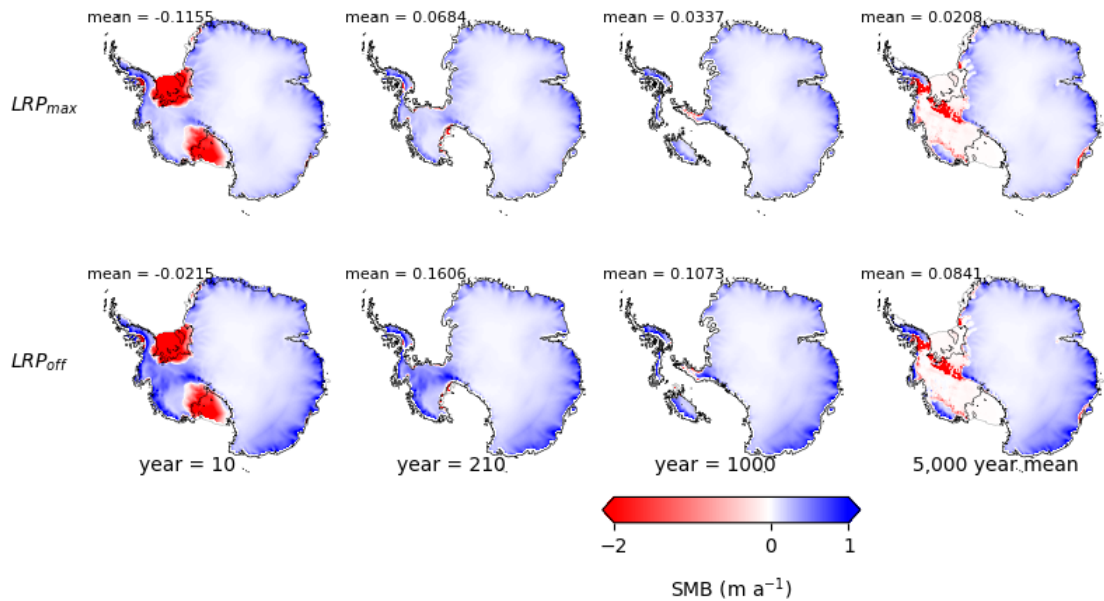 mean = -0.1155
mean = 0.0684
mean = 0.0337
mean = 0.0208
LRPmax
mean = -0.0215
mean = 0.1606
mean = 0.1073
mean = 0.0841
LRPoff
year = 10
year = 210
year = 1000
5,000 year mean
−2
0
1
SMB (m a⁻¹)